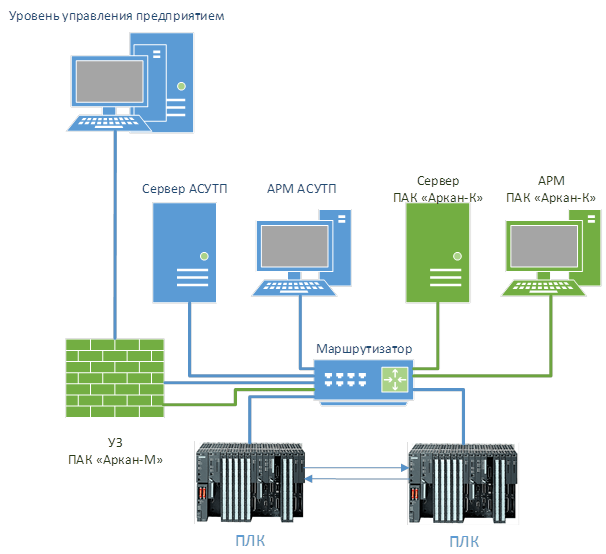 Уровень управления предприятием
Сервер АСУТП
АРМ АСУТП
Сервер
ПАК «Аркан-К»
АРМ
ПАК «Аркан-К»
Маршрутизатор
УЗ
ПАК «Аркан-М»
ПЛК
ПЛК